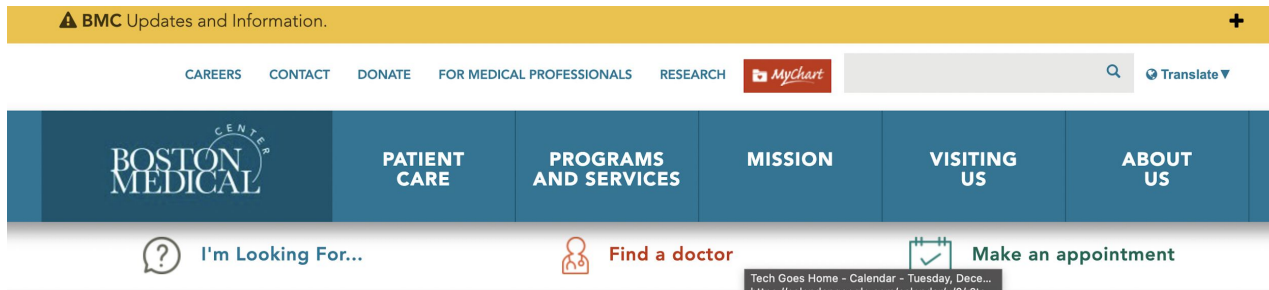 BMC Updates and Information.
CAREERS CONTACT DONATE FOR MEDICAL PROFESSIONALS RESEARCH MyChart Translate
BOSTON MEDICAL CENTER
PATIENT CARE
PROGRAMS AND SERVICES
MISSION
VISITING US
ABOUT US
I'm Looking For...
Find a doctor
Make an appointment
Tech Goes Home - Calendar - Tuesday, Dece...